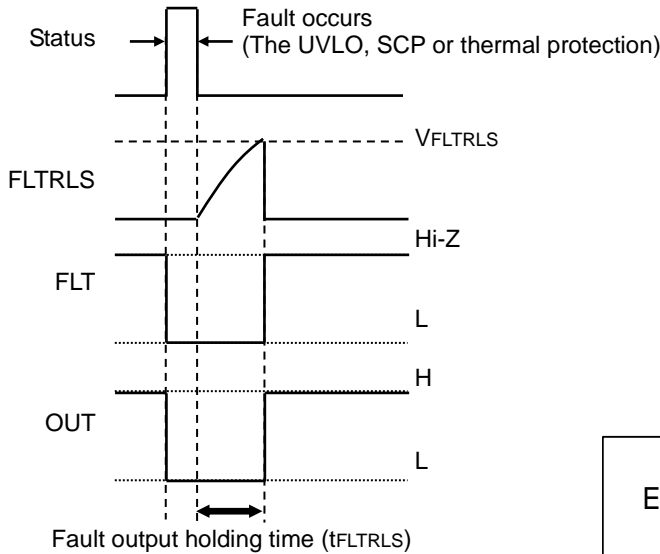 Status
Fault occurs
(The UVLO, SCP or thermal protection)
VFLTRLS
FLTRLS
Hi-Z
FLT
L
H
OUT
L
E
Fault output holding time (tFLTRLS)